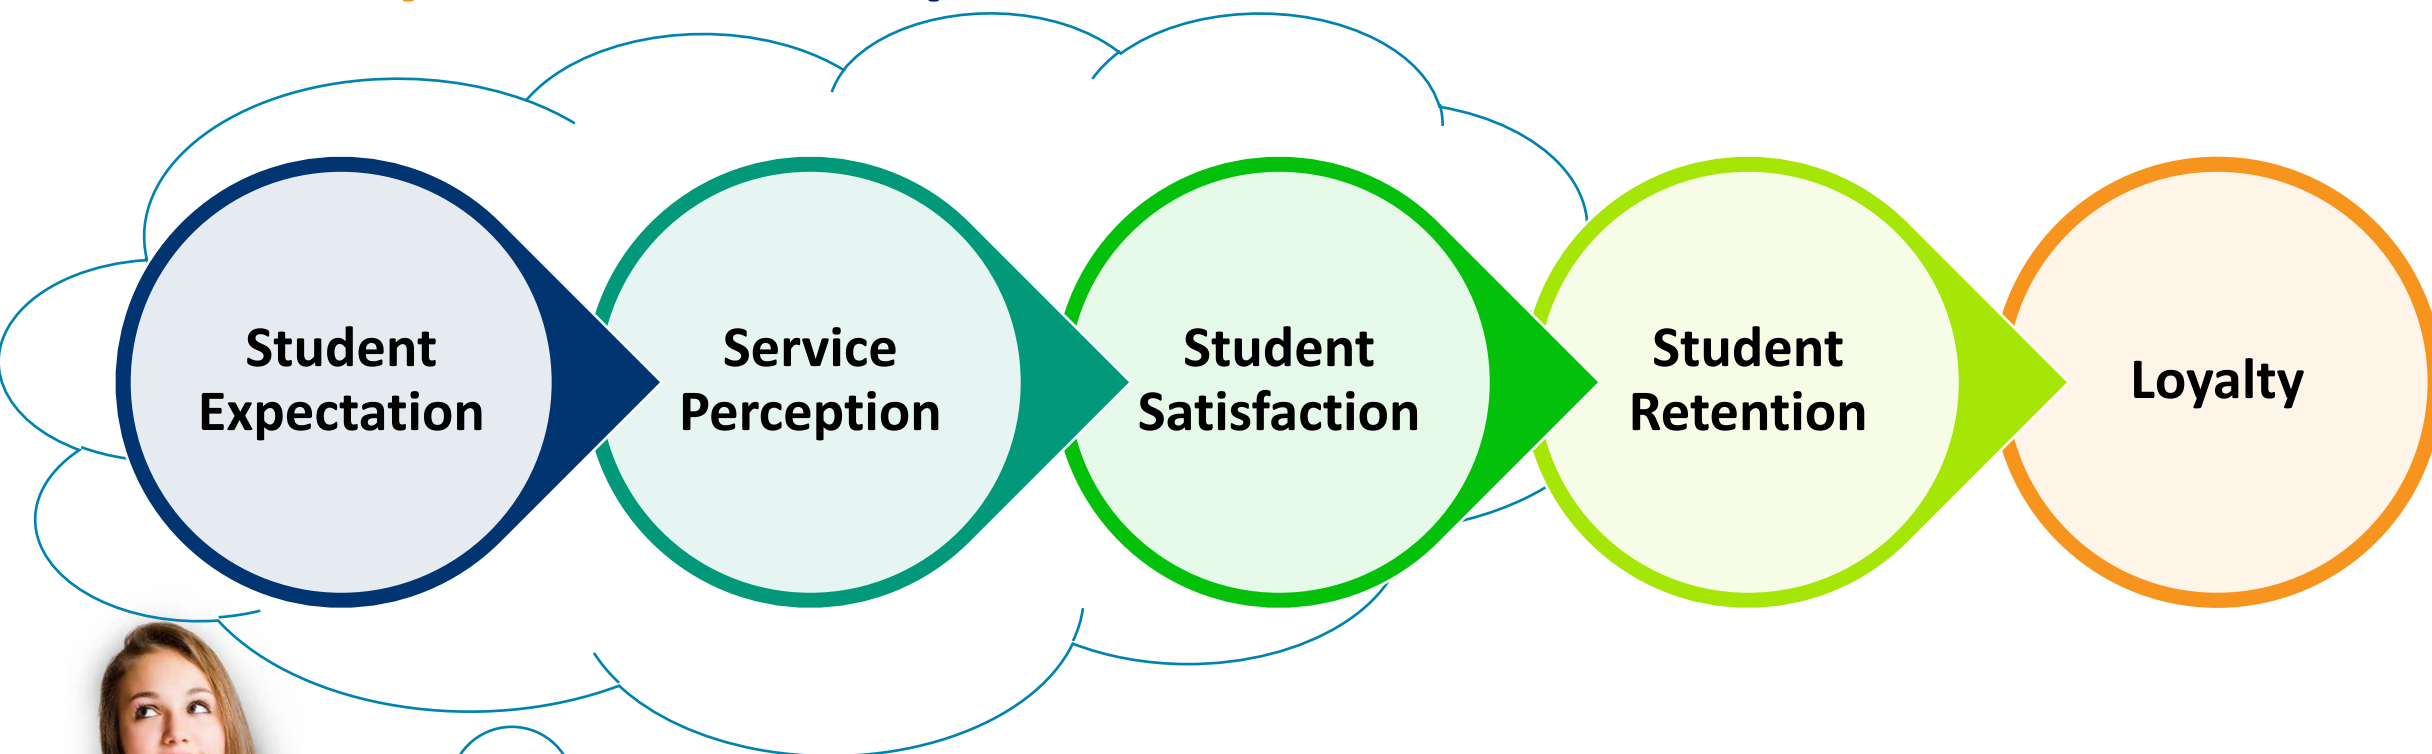 Student
Expectation
Service
Perception
Student
Satisfaction
Student
Retention
Loyalty